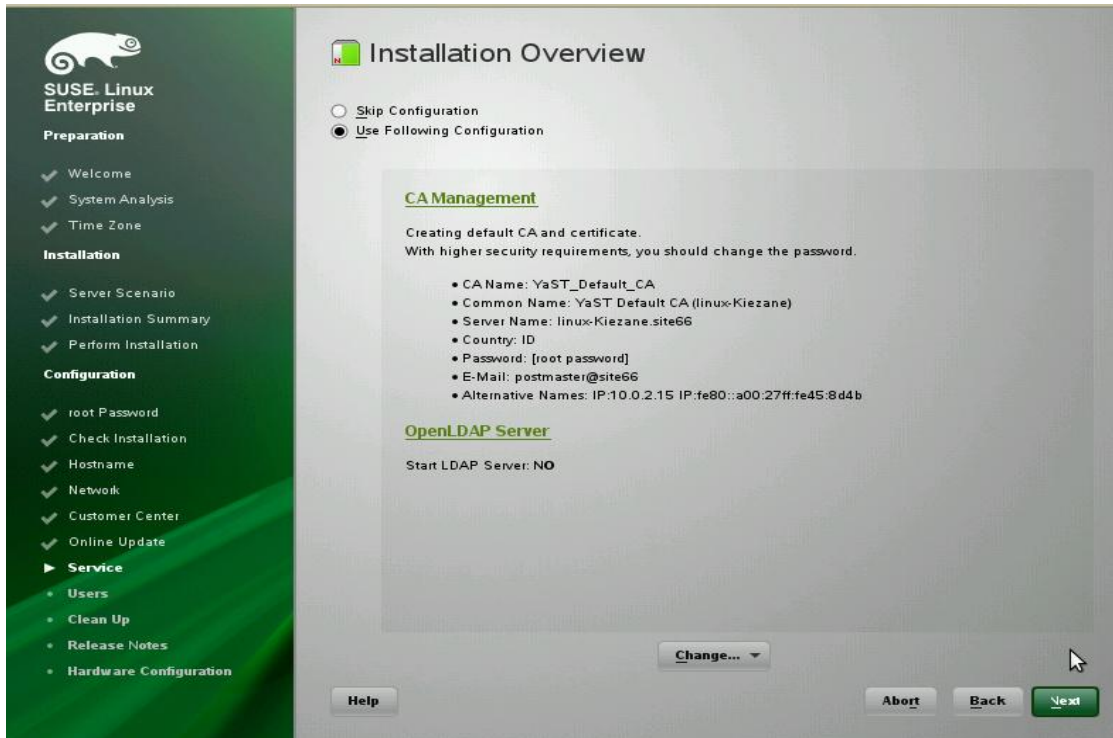 SUSE. Linux
Enterprise
Preparation
Welcome
System Analysis
Time Zone
Installation
Server Scenario
Installation Summary
Perform Installation
Configuration
root Password
Check Installation
Hostname
Network
Customer Center
Online Update
Service
Users
Clean Up
Release Notes
Hardware Configuration
Installation Overview
Skip Configuration
Use Following Configuration
CA Management
Creating default CA and certificate.
With higher security requirements, you should change the password.
• CA Name: YaST_Default_CA
• Common Name: YaST Default CA (linux-Kiezane)
• Server Name: linux-Kiezane.site66
• Country: ID
• Password: [root password]
• E-Mail: postmaster@site66
• Alternative Names: IP:10.0.2.15 IP:fe80::a00:27ff:fe45:8d4b
OpenLDAP Server
Start LDAP Server: NO
Change...
Help
Abort
Back
Next